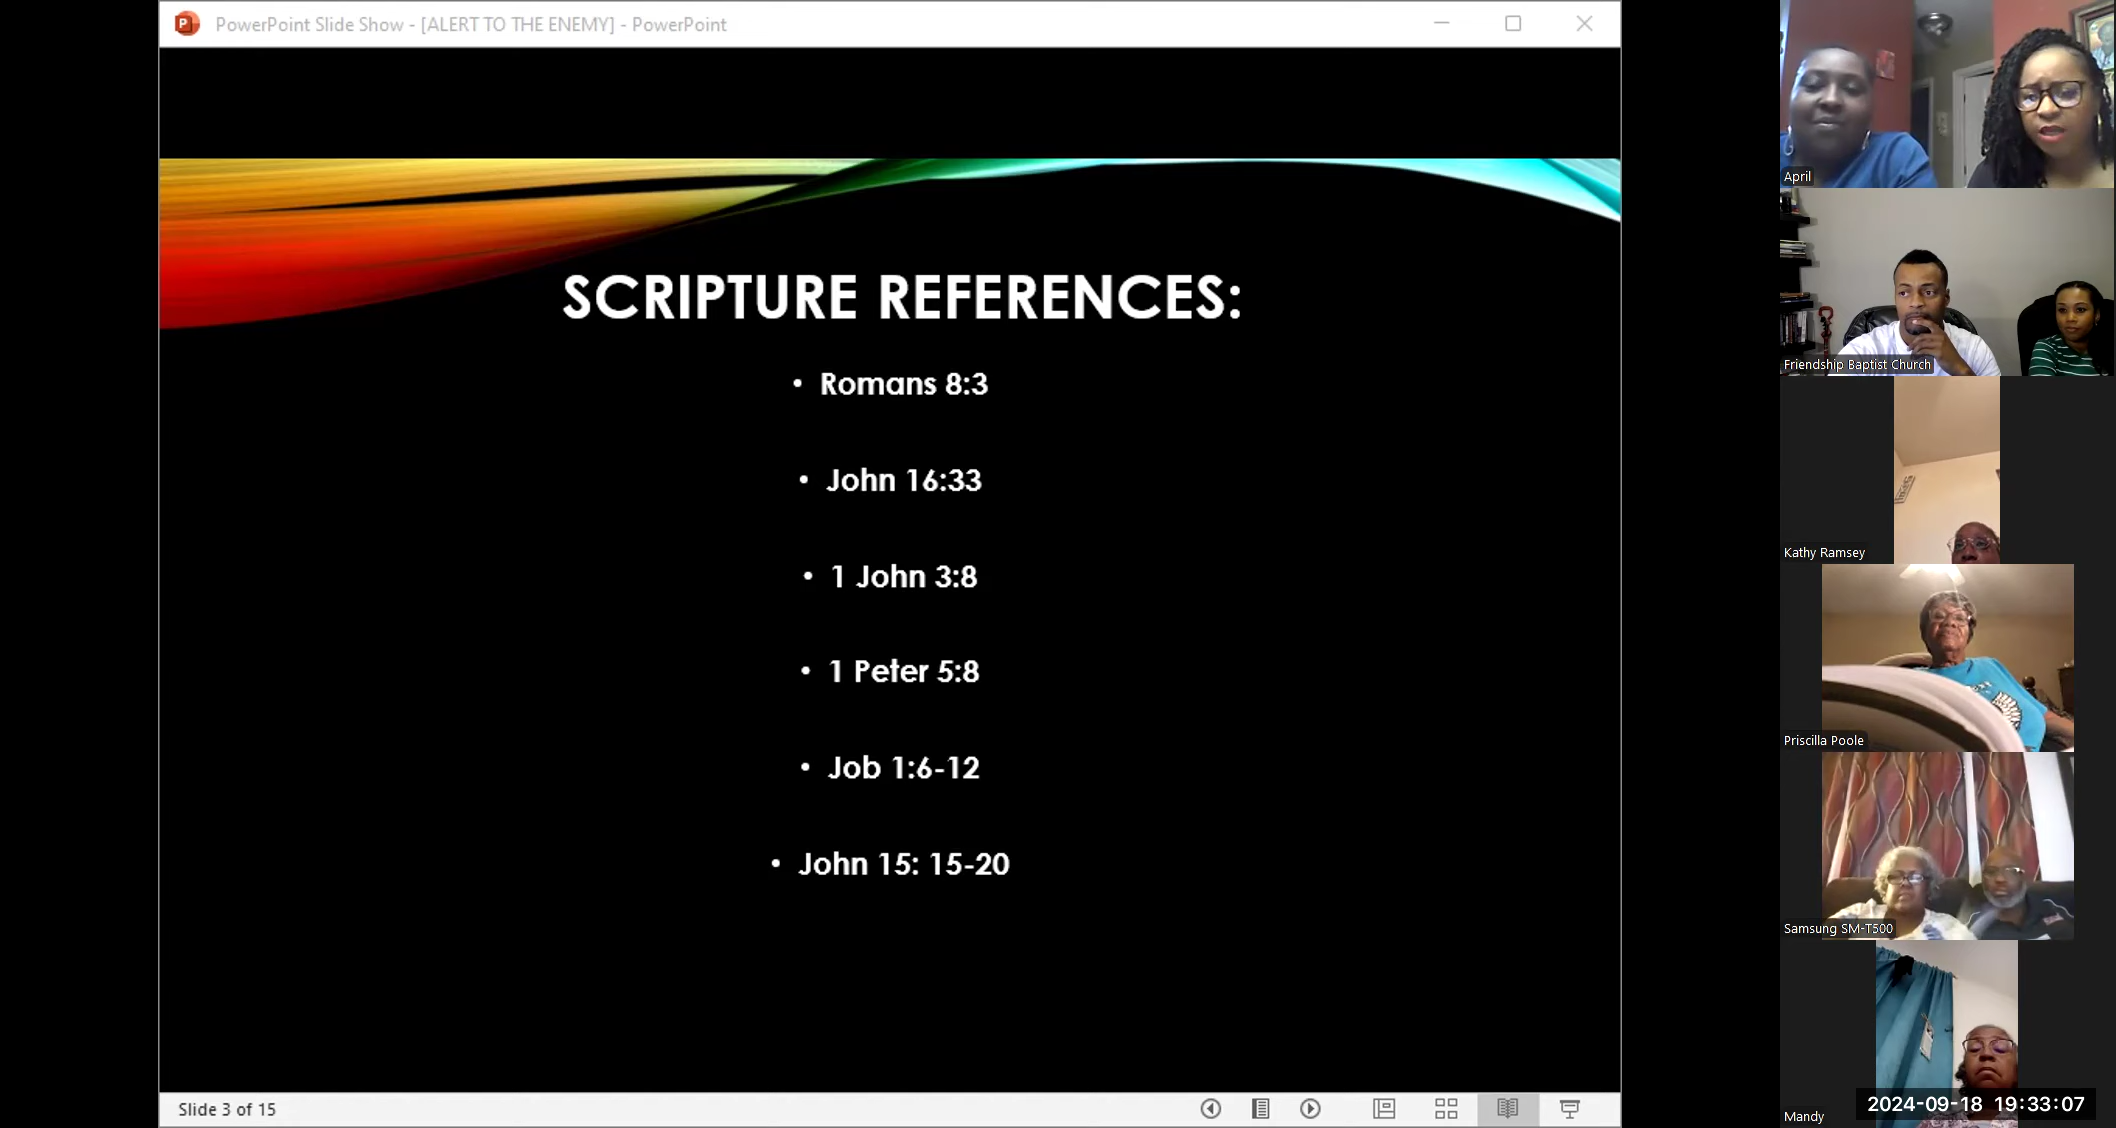 PowerPoint Slide Show - [ALERT TO THE ENEMY] - PowerPoint
SCRIPTURE REFERENCES:
• Romans 8:3
• John 16:33
• 1 John 3:8
• 1 Peter 5:8
• Job 1:6-12
• John 15: 15-20
Slide 3 of 15
April
Friendship Baptist Church
Kathy Ramsey
Priscilla Poole
Samsung SM-T500
Mandy
2024-09-18 19:33:07